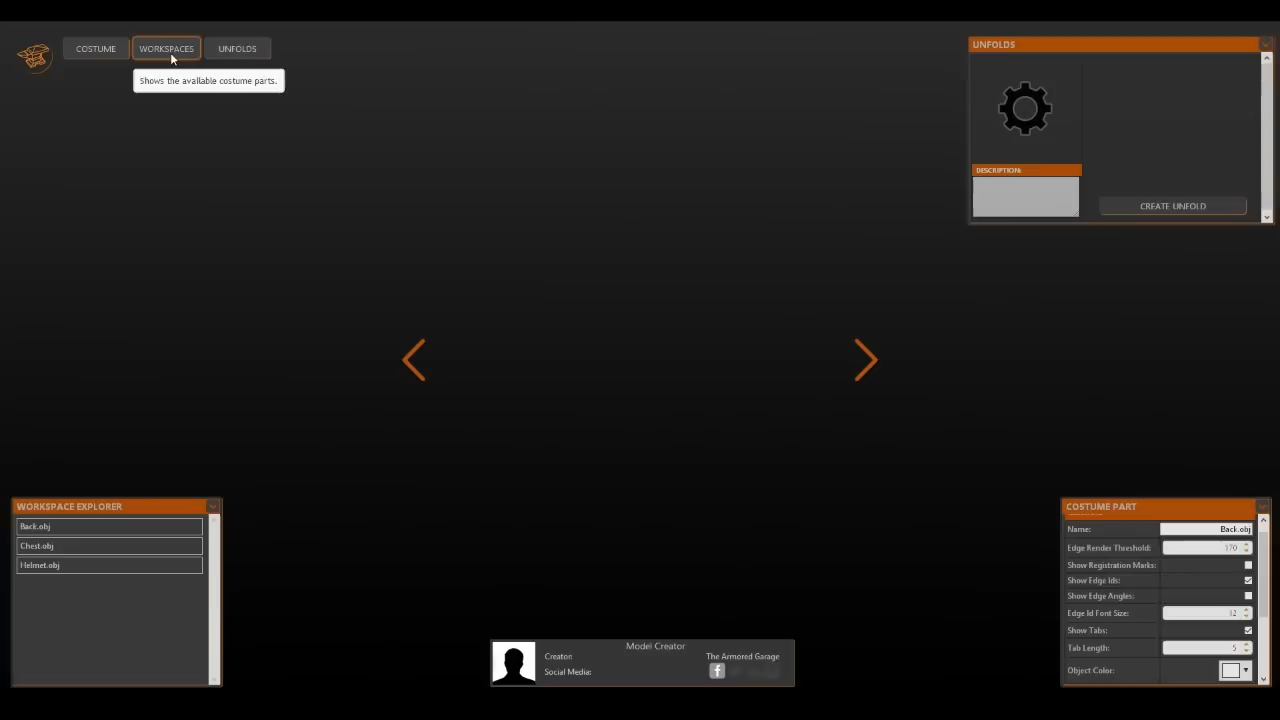 COSTUME
WORKSPACES
UNFOLDS
Shows the available costume parts.
UNFOLDS
DESCRIPTION:
CREATE UNFOLD
WORKSPACE EXPLORER
Back.obj
Chest.obj
Helmet.obj
Model Creator
Creator: The Armored Garage
Social Media:
COSTUME PART
Name: Back.obj
Edge Render Threshold: 170
Show Registration Marks:
Show Edge Ids:
Show Edge Angles:
Edge Id Font Size: 12
Show Tabs:
Tab Length: 5
Object Color: